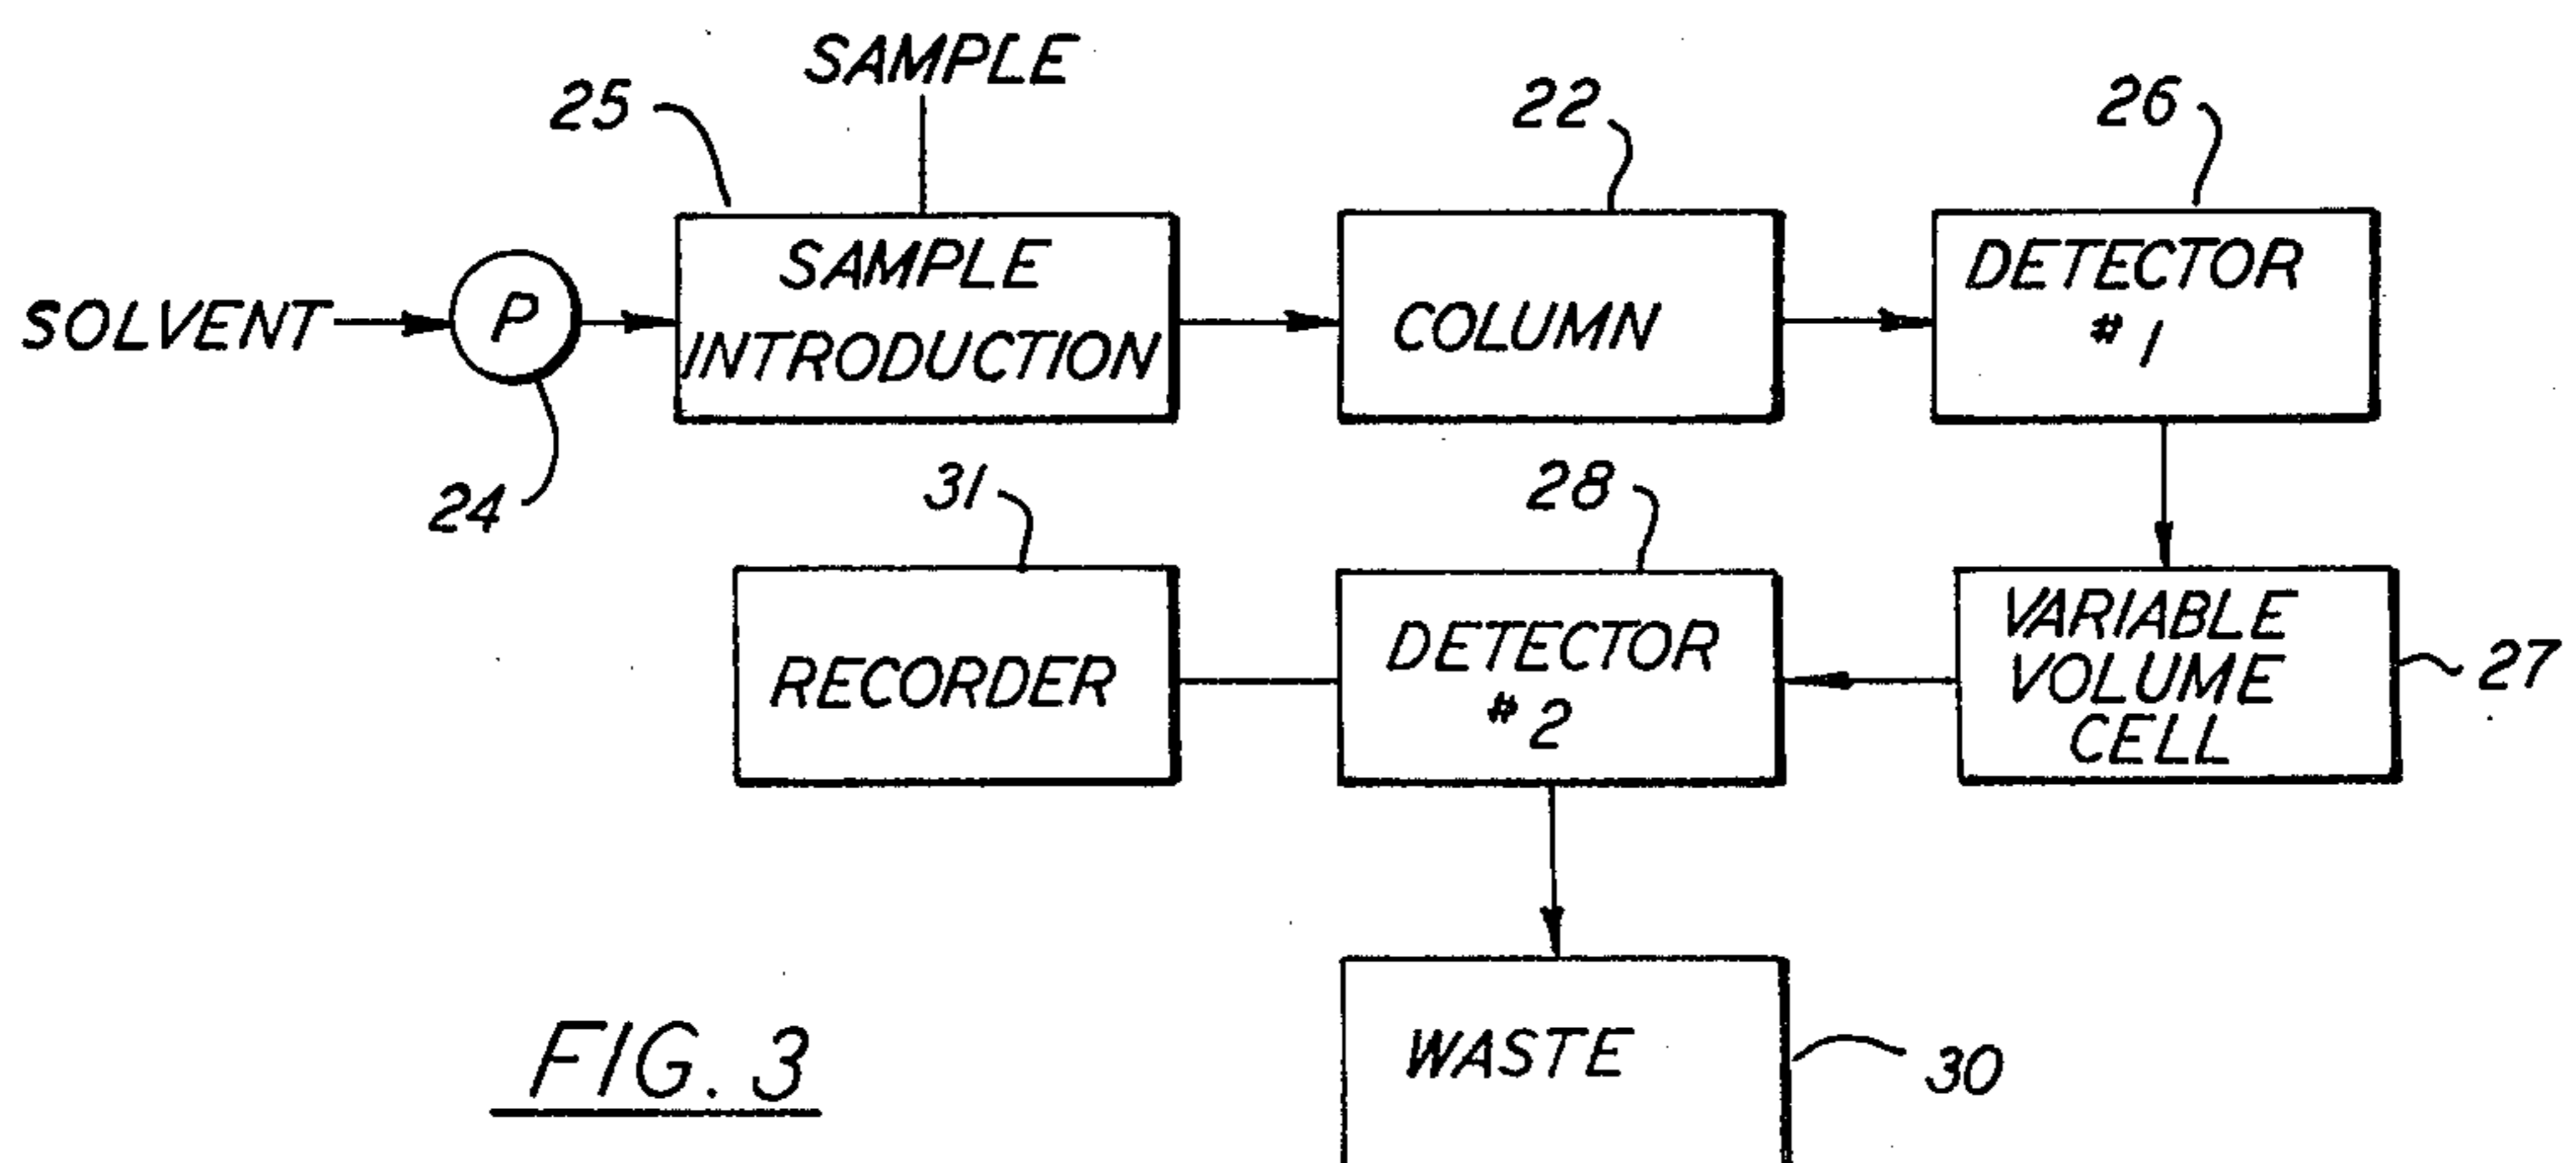 SAMPLE
25
22
26
SAMPLE
INTRODUCTION
SOLVENT
P
COLUMN
DETECTOR
#1
24
31
28
RECORDER
DETECTOR
#2
VARIABLE
VOLUME
CELL
27
WASTE
30
FIG. 3